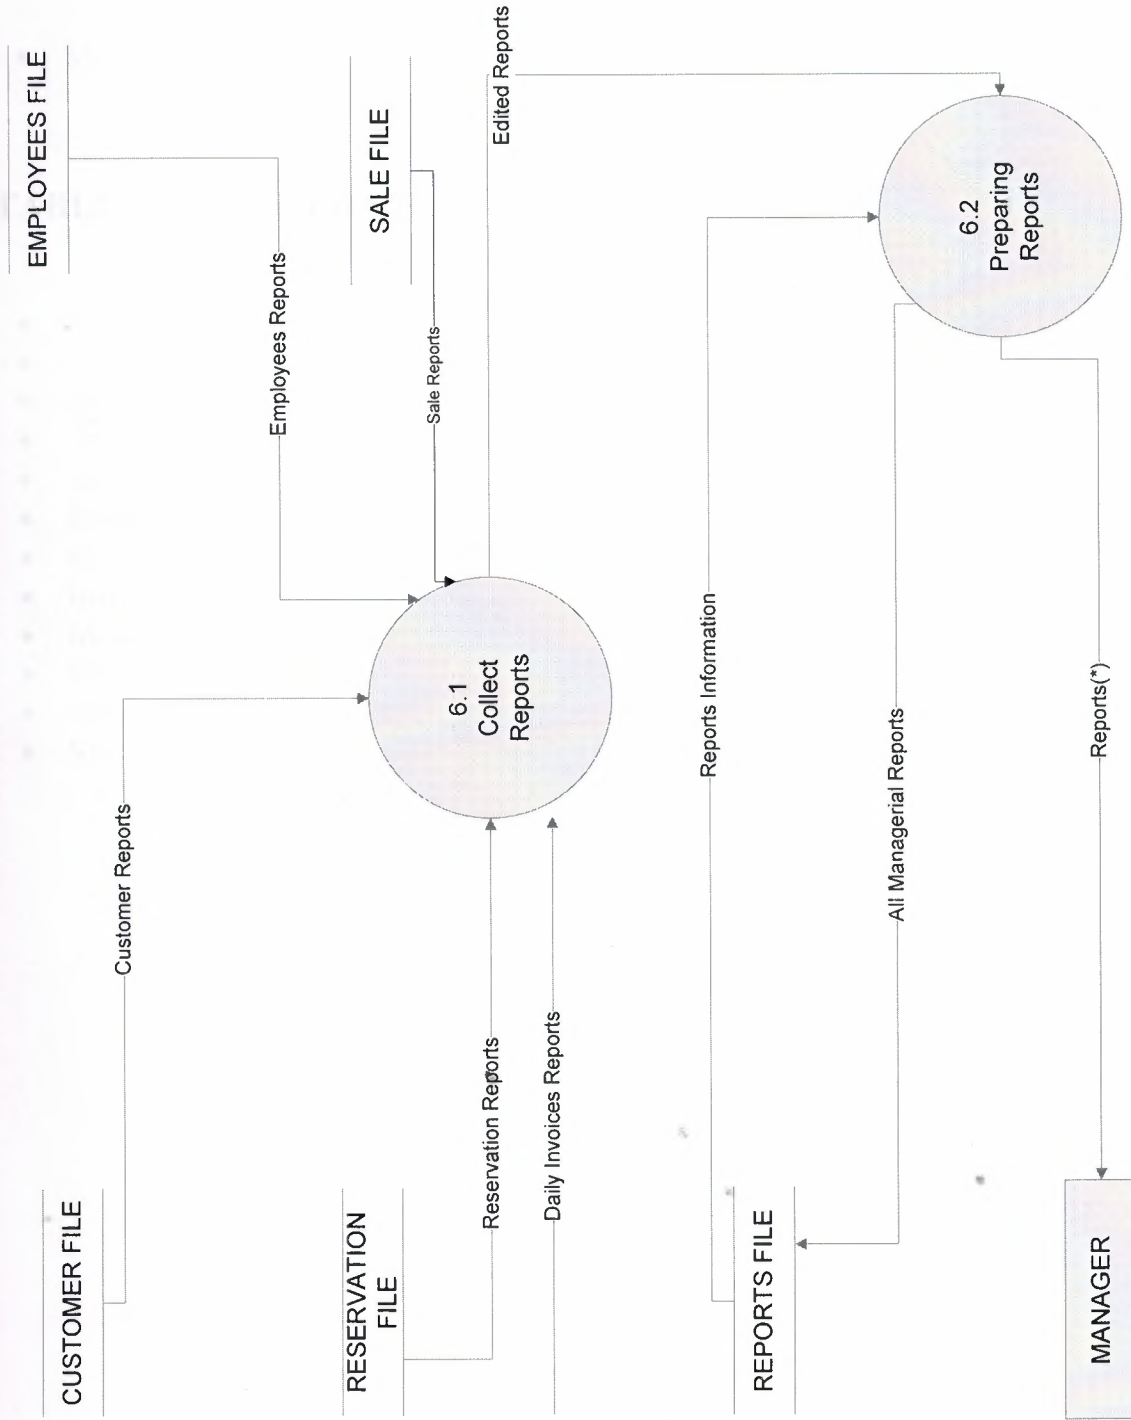 EMPLOYEES FILE
CUSTOMER FILE
Customer Reports
Employees Reports
SALE FILE
Sale Reports
RESERVATION
FILE
Reservation Reports
Daily Invoices Reports
6.1
Collect
Reports
Edited Reports
Reports Information
REPORTS FILE
All Managerial Reports
6.2
Preparing
Reports
Reports(*)
MANAGER